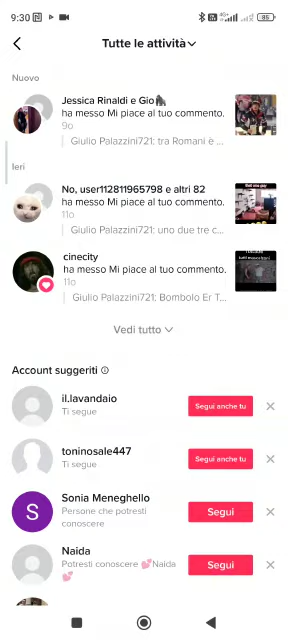 9:30
85
Tutte le attività
Nuovo
Jessica Rinaldi e Gio🦍
ha messo Mi piace al tuo commento.
9o
Giulio Palazzini721: tra Romani è ...
Ieri
No, user112811965798 e altri 82
ha messo Mi piace al tuo commento.
11o
Giulio Palazzini721: uno due tre c...
cinecity
ha messo Mi piace al tuo commento.
11o
Giulio Palazzini721: Bombolo Er T...
Vedi tutto
Account suggeriti
il.lavandaio
Ti segue
Segui anche tu
toninosale447
Ti segue
Segui anche tu
S
Sonia Meneghello
Persone che potresti
conoscere
Segui
Naida
Potresti conoscere 💕Naida
💕
Segui